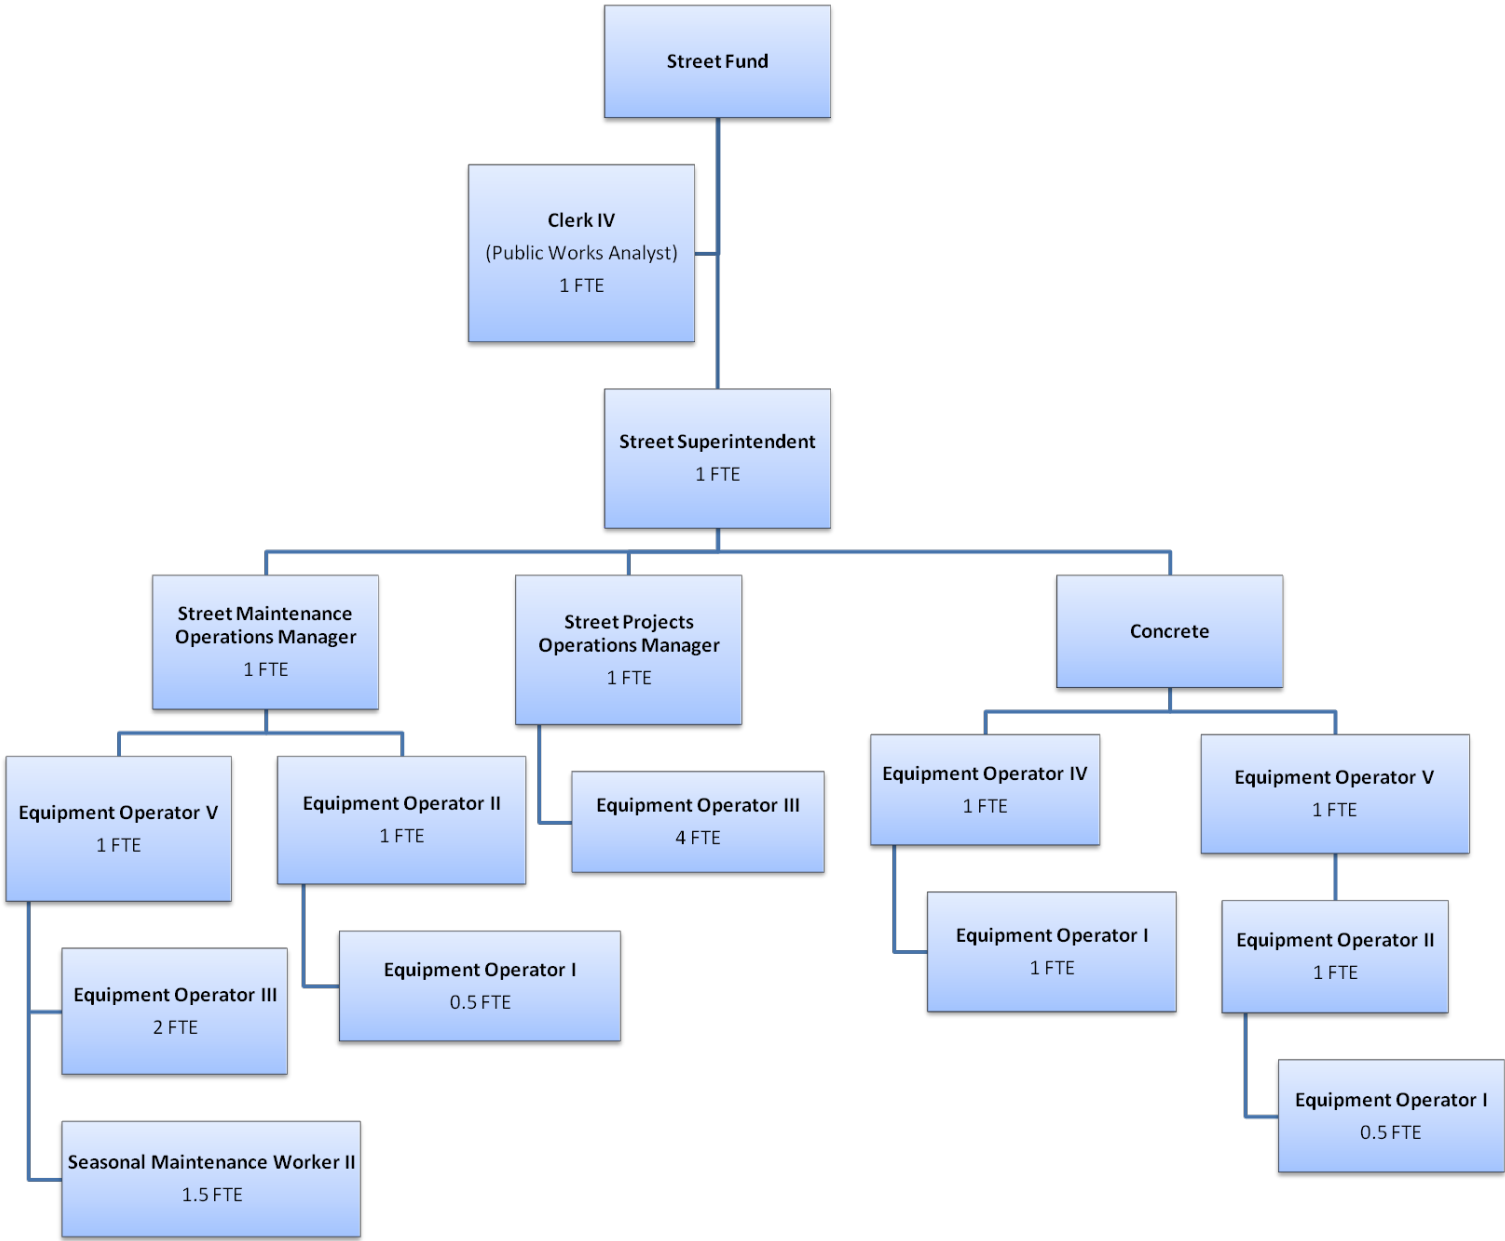 Street Fund
Clerk IV
(Public Works Analyst)
1 FTE
Street Superintendent
1 FTE
Street Maintenance
Operations Manager
1 FTE
Street Projects
Operations Manager
1 FTE
Concrete
Equipment Operator V
1 FTE
Equipment Operator II
1 FTE
Equipment Operator III
4 FTE
Equipment Operator IV
1 FTE
Equipment Operator V
1 FTE
Equipment Operator III
2 FTE
Equipment Operator I
0.5 FTE
Equipment Operator I
1 FTE
Equipment Operator II
1 FTE
Seasonal Maintenance Worker II
1.5 FTE
Equipment Operator I
0.5 FTE